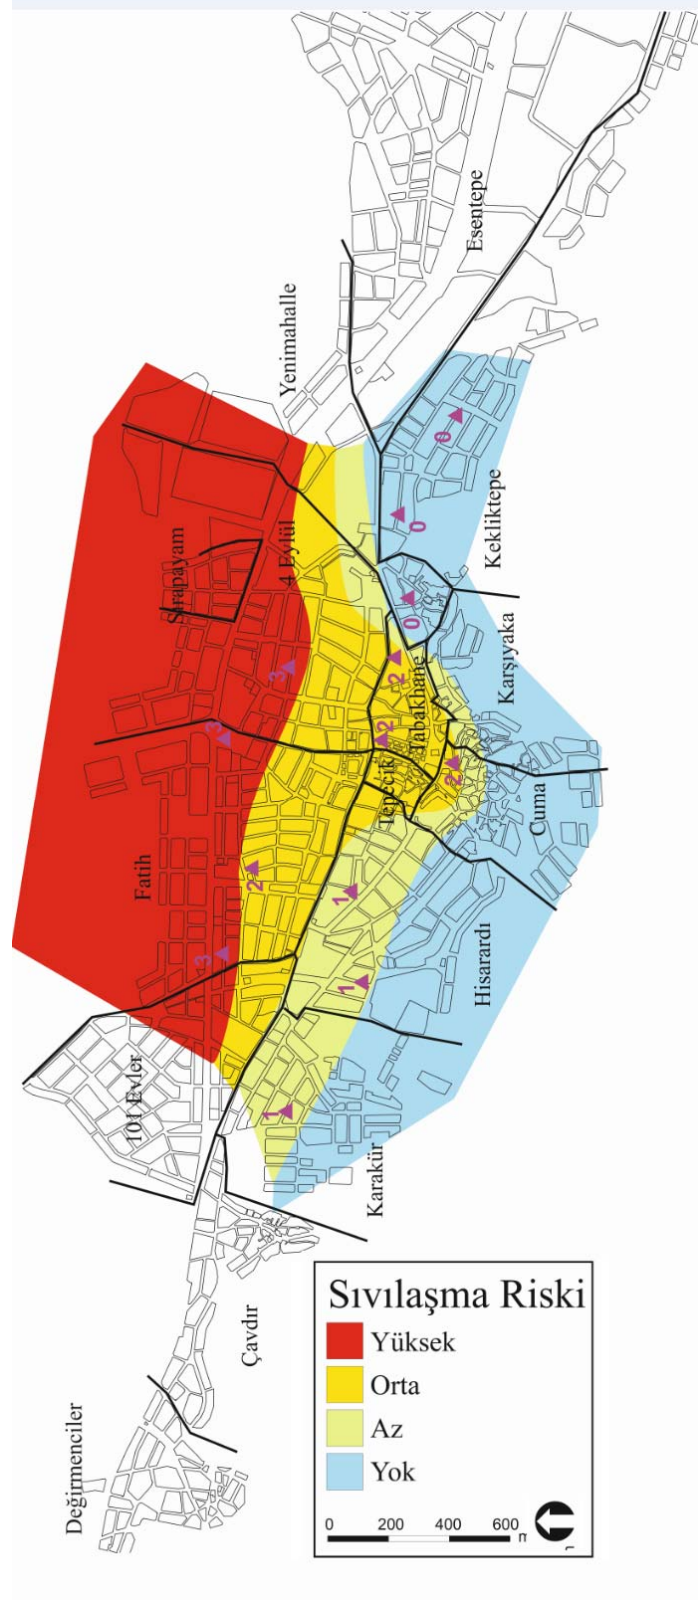 Esentepe
Yenimahalle
Kekliktepe
4 Eylül
Sırapayam
Karşıyaka
Tabakhane
Tepecik
Cuma
Fatih
Hisarardı
101 Evler
Karakür
Çavdır
Değirmenciler
0
0
0
2
3
2
3
2
2
1
3
1
1
Sıvılaşma Riski
Yüksek
Orta
Az
Yok
0 200 400 600 m